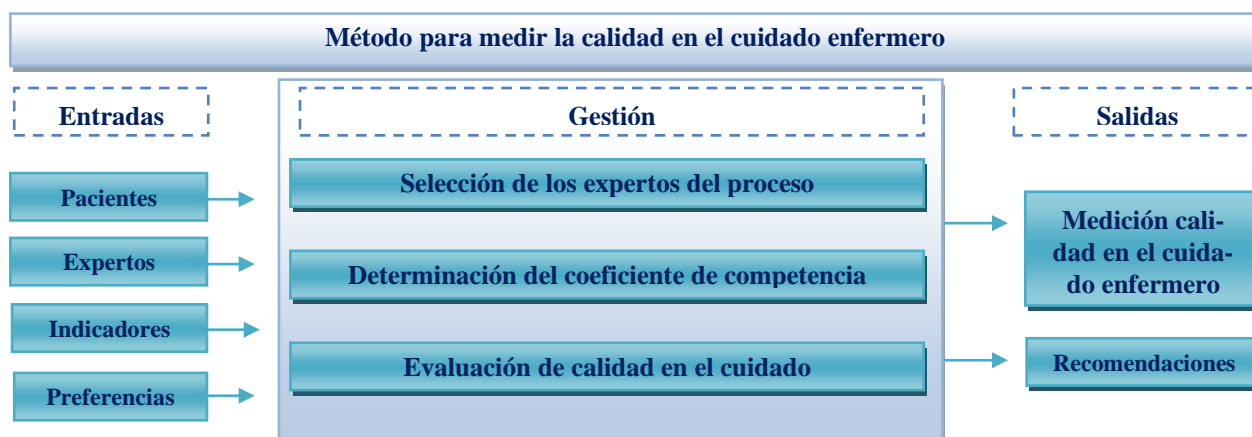 Método para medir la calidad en el cuidado enfermero
Entradas
Gestión
Salidas
Pacientes
Expertos
Indicadores
Preferencias
Selección de los expertos del proceso
Determinación del coeficiente de competencia
Evaluación de calidad en el cuidado
Medición cali-
dad en el cuida-
do enfermero
Recomendaciones